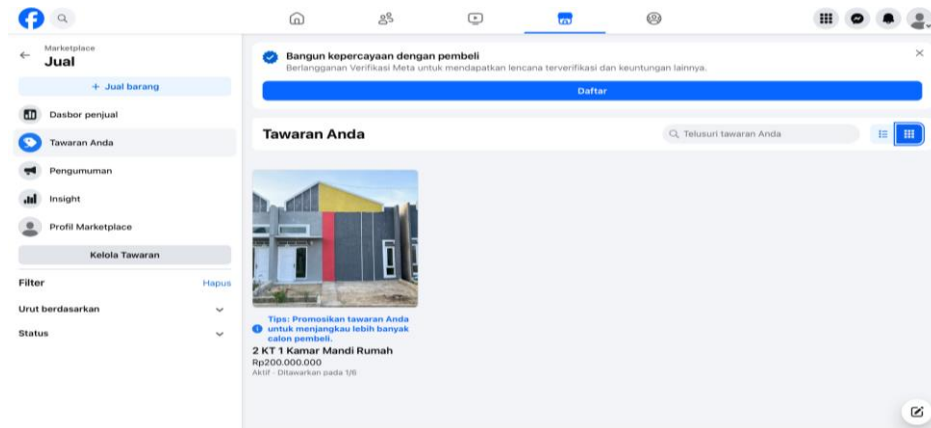 Marketplace
Jual
+ Jual barang
Dasbor penjual
Tawaran Anda
Pengumuman
Insight
Profil Marketplace
Kelola Tawaran
Filter
Hapus
Urut berdasarkan
Status
Bangun kepercayaan dengan pembeli
Berlangganan Verifikasi Meta untuk mendapatkan lencana terverifikasi dan keuntungan lainnya.
Daftar
Tawaran Anda
Telusuri tawaran Anda
Tips: Promosikan tawaran Anda
untuk menjangkau lebih banyak
calon pembeli.
2 KT 1 Kamar Mandi Rumah
Rp200.000.000
Aktif · Ditawarkan pada 1/6